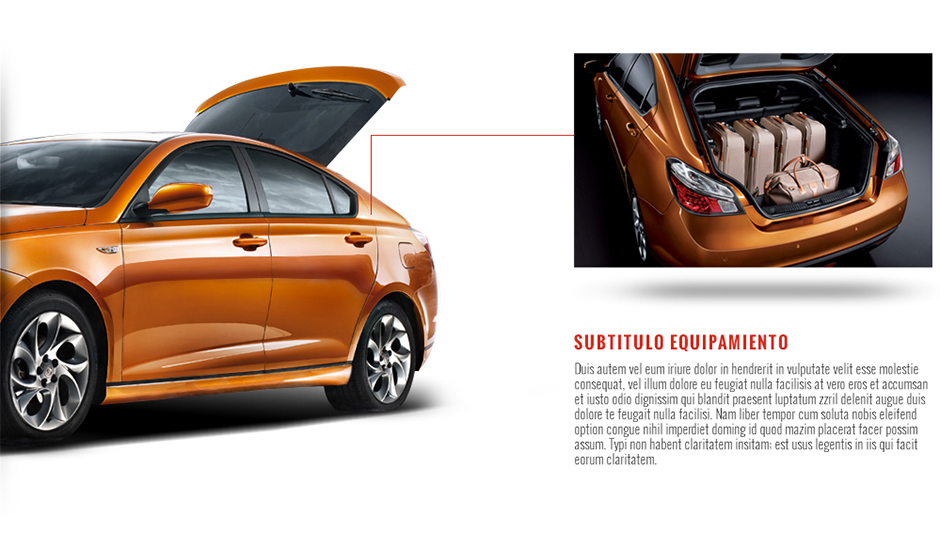 SUBTITULO EQUIPAMIENTO
Duis autem vel eum iriure dolor in hendrerit in vulputate velit esse molestie
consequat, vel illum dolore eu feugiat nulla facilisis at vero eros et accumsan
et iusto odio dignissim qui blandit praesent luptatum zzril delenit augue duis
dolore te feugait nulla facilisi. Nam liber tempor cum soluta nobis eleifend
option congue nihil imperdiet doming id quod mazim placerat facer possim
assum. Typi non habent claritatem insitam; est usus legentis in iis qui facit
eorum claritatem.